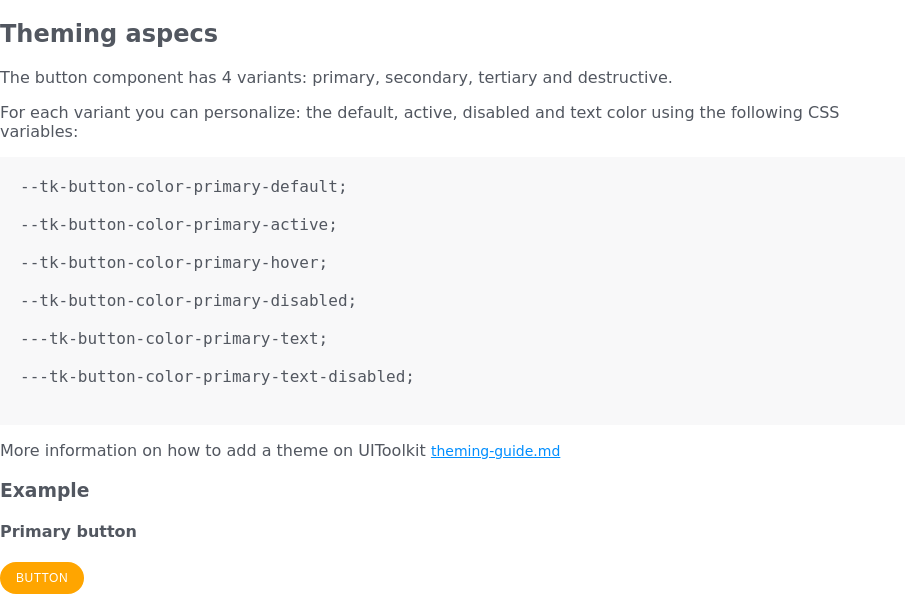 Theming aspecs
The button component has 4 variants: primary, secondary, tertiary and destructive.
For each variant you can personalize: the default, active, disabled and text color using the following CSS
variables:
--tk-button-color-primary-default;
--tk-button-color-primary-active;
--tk-button-color-primary-hover;
--tk-button-color-primary-disabled;
---tk-button-color-primary-text;
---tk-button-color-primary-text-disabled;
More information on how to add a theme on UIToolkit theming-guide.md
Example
Primary button
BUTTON